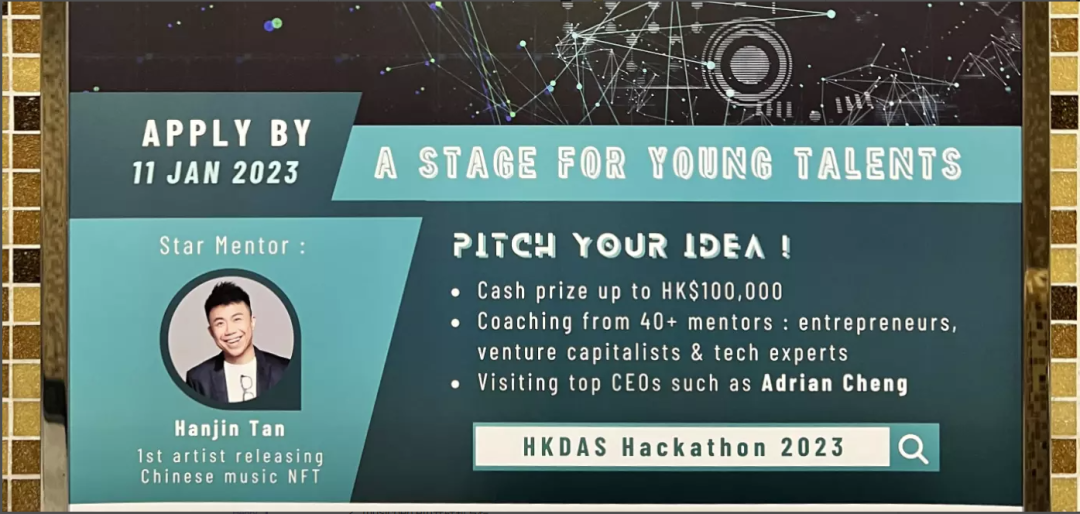 APPLY BY
11 JAN 2023
A STAGE FOR YOUNG TALENTS
Star Mentor :
Hanjin Tan
1st artist releasing
Chinese music NFT
PITCH YOUR IDEA !
• Cash prize up to HK$100,000
• Coaching from 40+ mentors : entrepreneurs,
venture capitalists & tech experts
• Visiting top CEOs such as Adrian Cheng
HKDAS Hackathon 2023